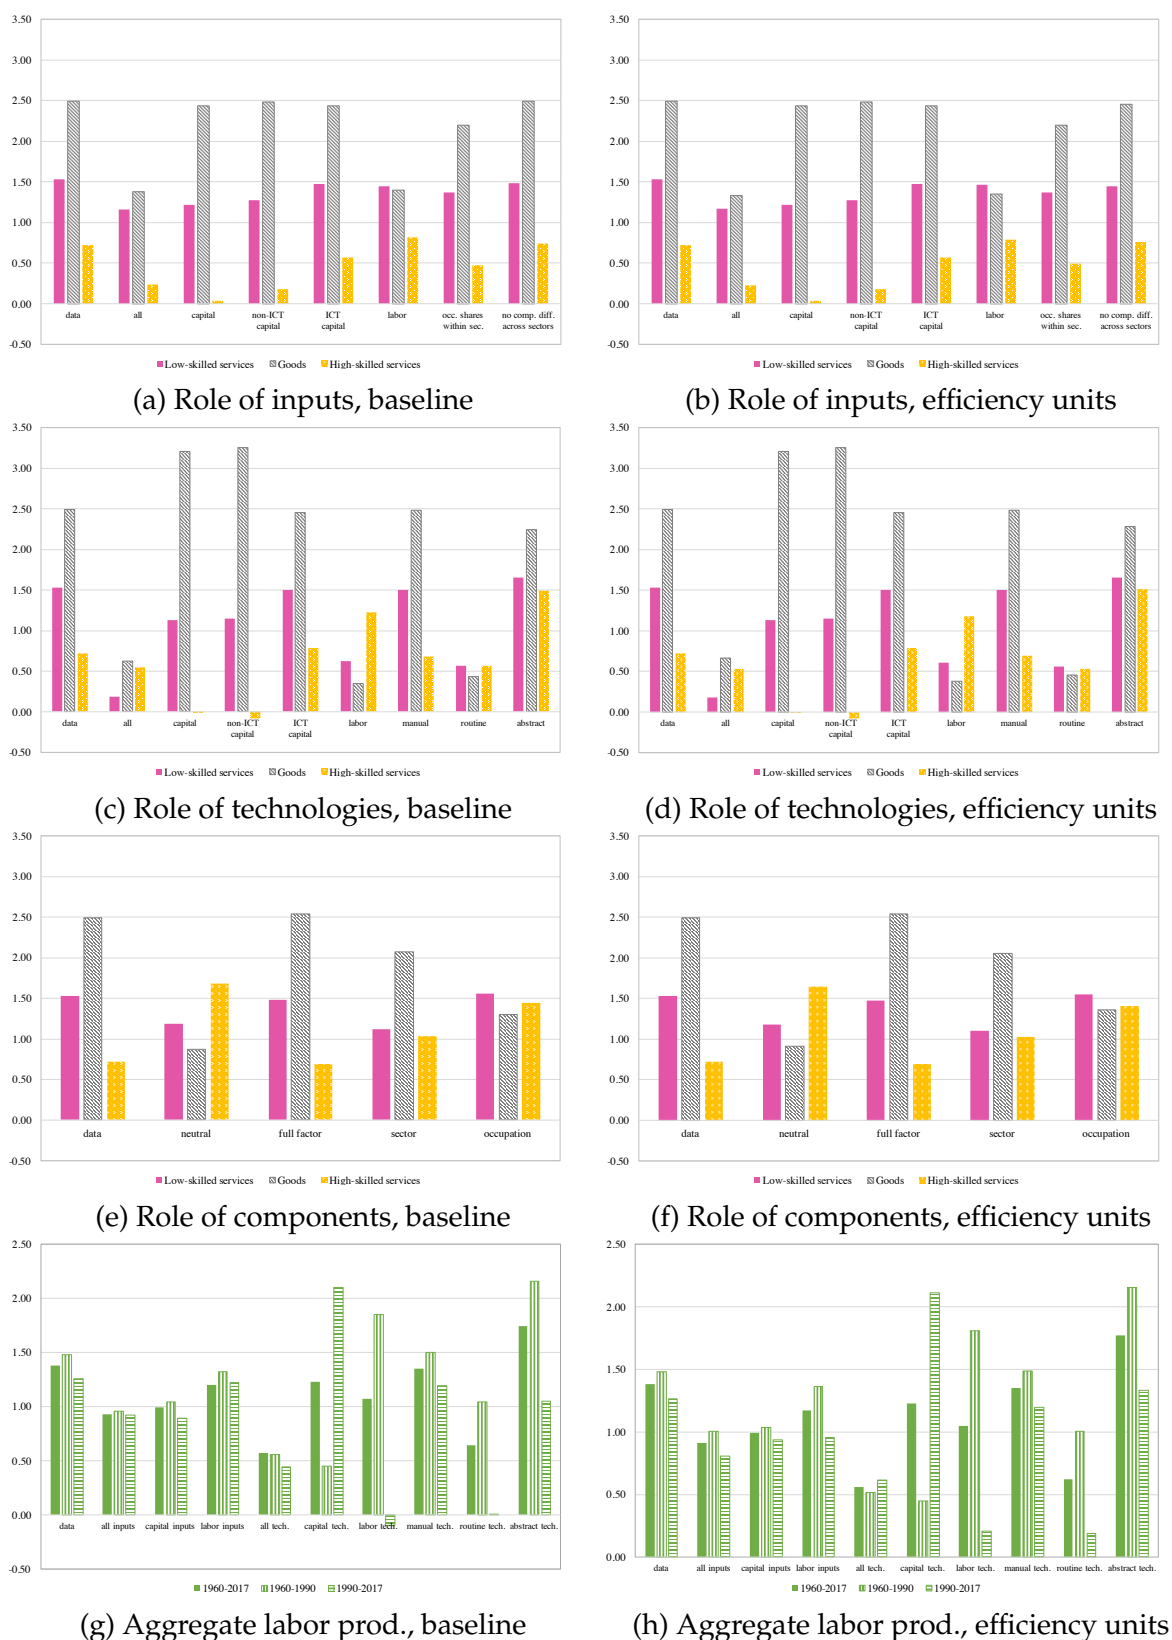 3.50
3.00
2.50
2.00
1.50
1.00
0.50
0.00
-0.50
data
all
capital
non-ICT
capital
ICT
capital
labor
occ. shares
within sec.
no comp. diff.
across sectors
Low-skilled services Goods High-skilled services
(a) Role of inputs, baseline
3.50
3.00
2.50
2.00
1.50
1.00
0.50
0.00
-0.50
data
all
capital
non-ICT
capital
ICT
capital
labor
occ. shares
within sec.
no comp. diff.
across sectors
Low-skilled services Goods High-skilled services
(b) Role of inputs, efficiency units
3.50
3.00
2.50
2.00
1.50
1.00
0.50
0.00
-0.50
data
all
capital
non-ICT
capital
ICT
capital
labor
manual
routine
abstract
Low-skilled services Goods High-skilled services
(c) Role of technologies, baseline
3.50
3.00
2.50
2.00
1.50
1.00
0.50
0.00
-0.50
data
all
capital
non-ICT
capital
ICT
capital
labor
manual
routine
abstract
Low-skilled services Goods High-skilled services
(d) Role of technologies, efficiency units
3.50
3.00
2.50
2.00
1.50
1.00
0.50
0.00
-0.50
data
neutral
full factor
sector
occupation
Low-skilled services Goods High-skilled services
(e) Role of components, baseline
3.50
3.00
2.50
2.00
1.50
1.00
0.50
0.00
-0.50
data
neutral
full factor
sector
occupation
Low-skilled services Goods High-skilled services
(f) Role of components, efficiency units
2.50
2.00
1.50
1.00
0.50
0.00
-0.50
data
all inputs
capital inputs
labor inputs
all tech.
capital tech.
labor tech.
manual tech.
routine tech.
abstract tech.
1960-2017 1960-1990 1990-2017
(g) Aggregate labor prod., baseline
2.50
2.00
1.50
1.00
0.50
0.00
data
all inputs
capital inputs
labor inputs
all tech.
capital tech.
labor tech.
manual tech.
routine tech.
abstract tech.
1960-2017 1960-1990 1990-2017
(h) Aggregate labor prod., efficiency units